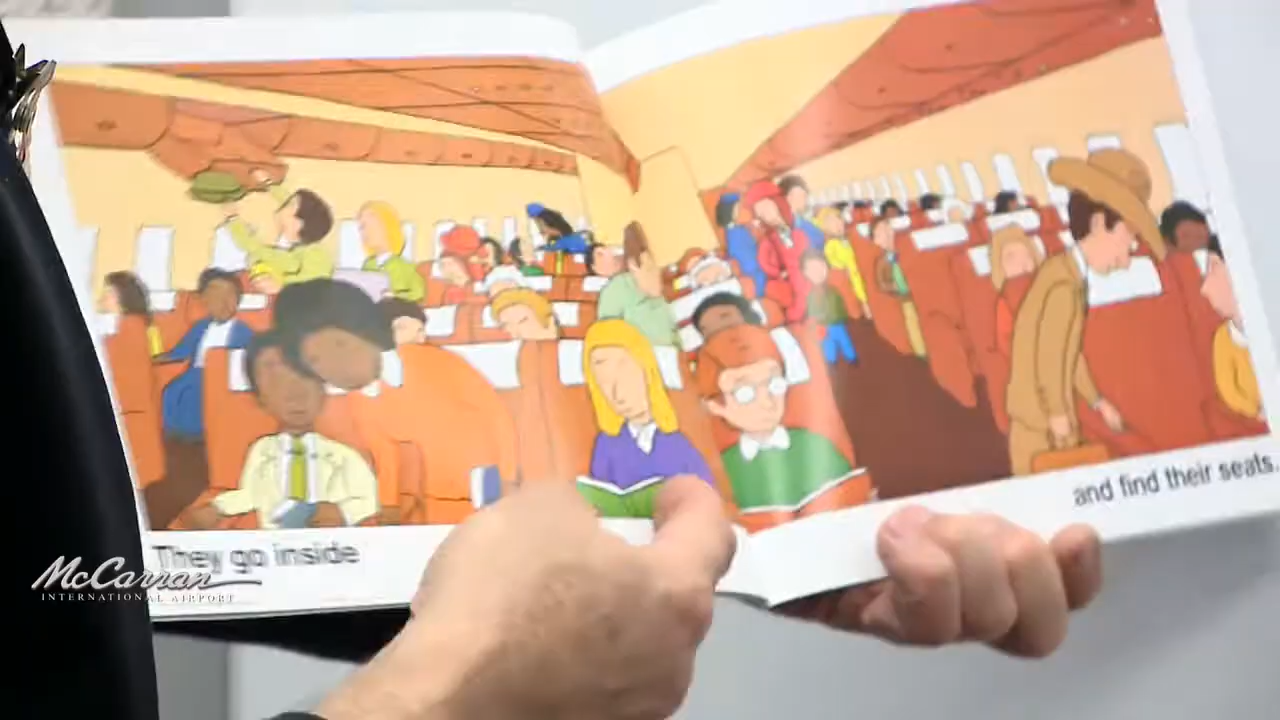 They go inside
and find their seats.
McCarran
INTERNATIONAL AIRPORT